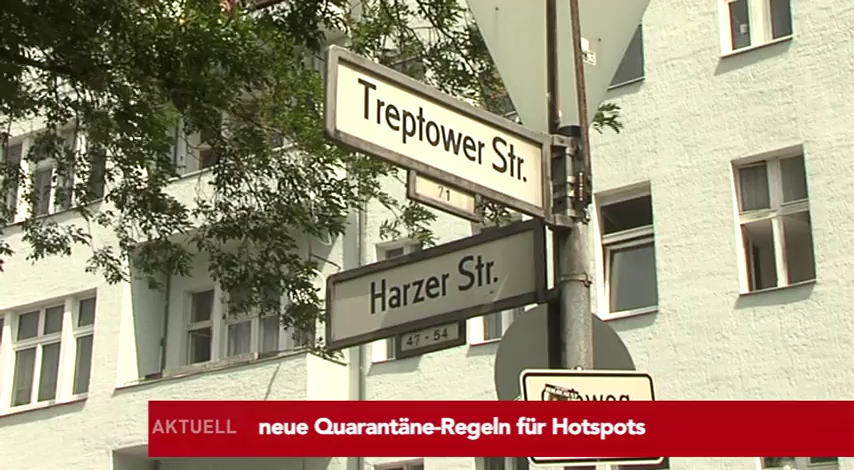 Treptower Str.
71
Harzer Str.
47 - 54
AKTUELL neue Quarantäne-Regeln für Hotspots